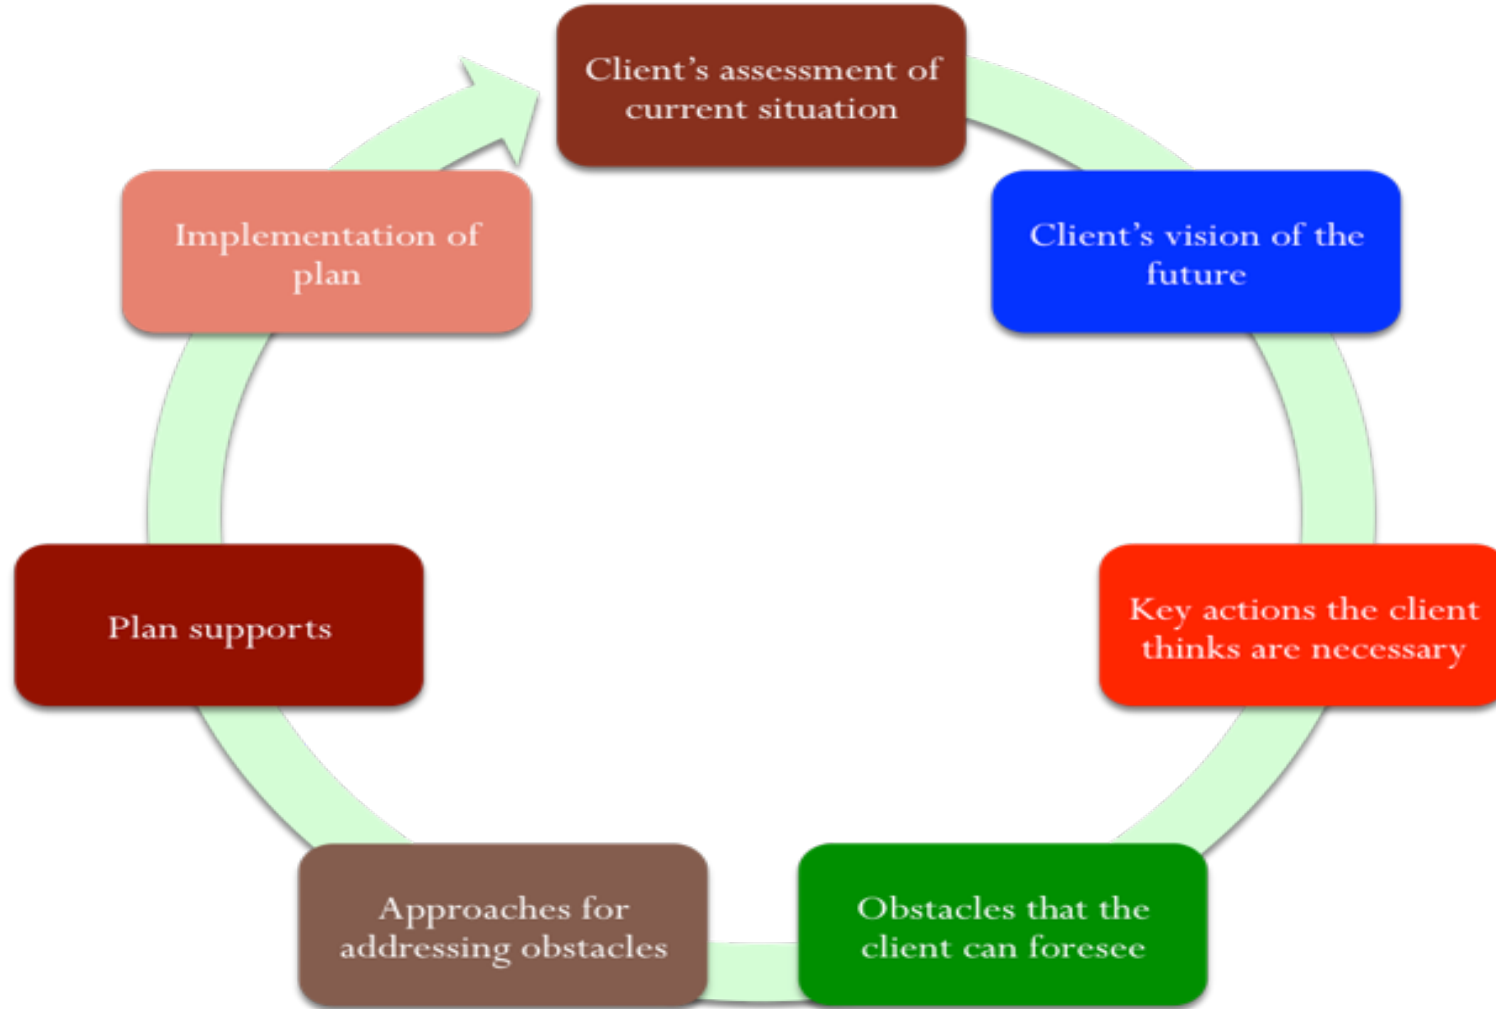 Client’s assessment of
current situation
Client’s vision of the
future
Key actions the client
thinks are necessary
Obstacles that the
client can foresee
Approaches for
addressing obstacles
Plan supports
Implementation of
plan